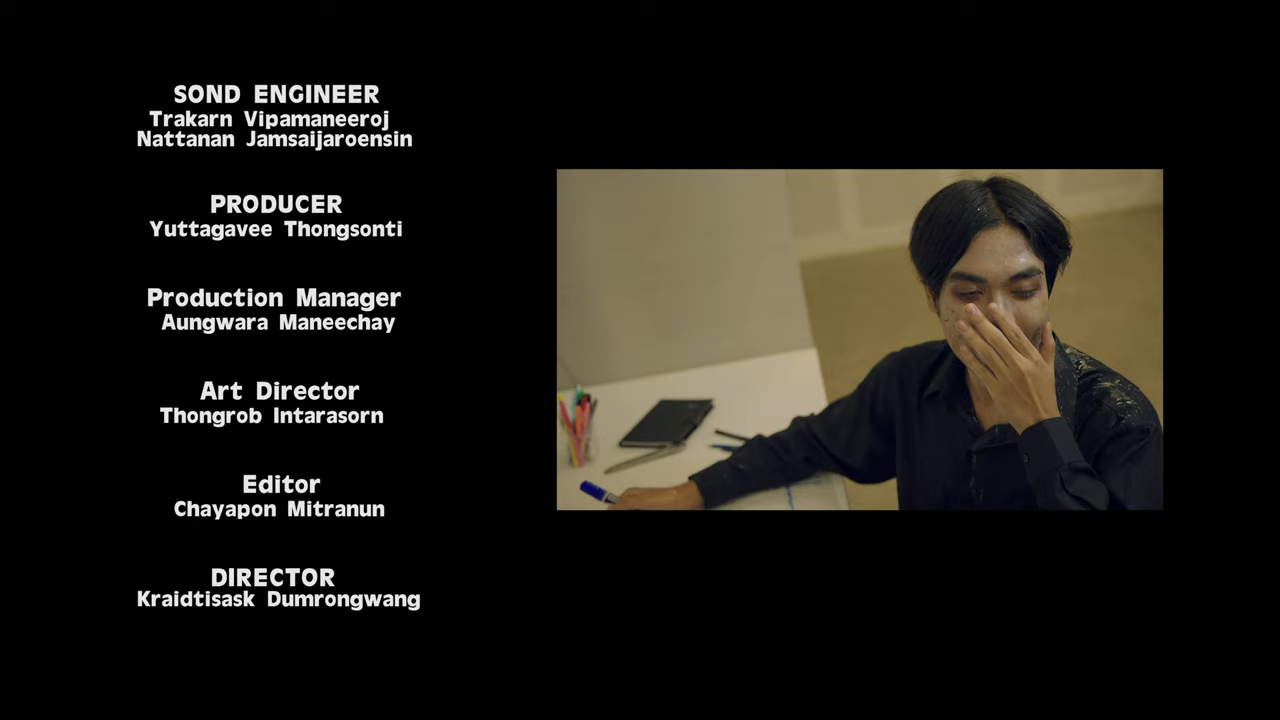 SOND ENGINEER
Trakarn Vipamaneeroj
Nattanan Jamsaijaroensin
PRODUCER
Yuttagavee Thongsonti
Production Manager
Aungwara Maneechay
Art Director
Thongrob Intarasorn
Editor
Chayapon Mitranun
DIRECTOR
Kraidtisask Dumrongwang